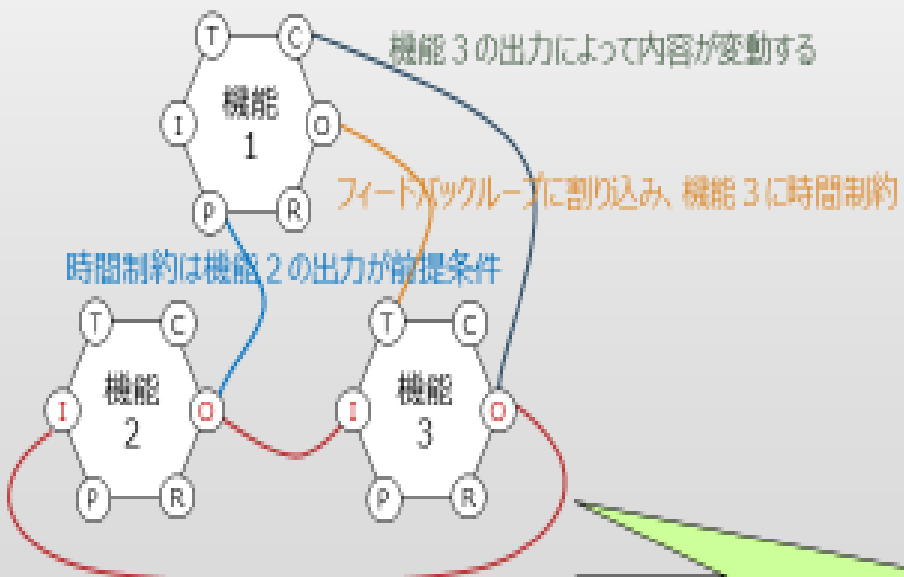 T C
機能3の出力によって内容が変動する
機能
1
I O
フィードバックループに割り込み、機能3に時間制約
P R
時間制約は機能2の出力が前提条件
T C
T C
機能
2
機能
3
I O
I O
P R
P R